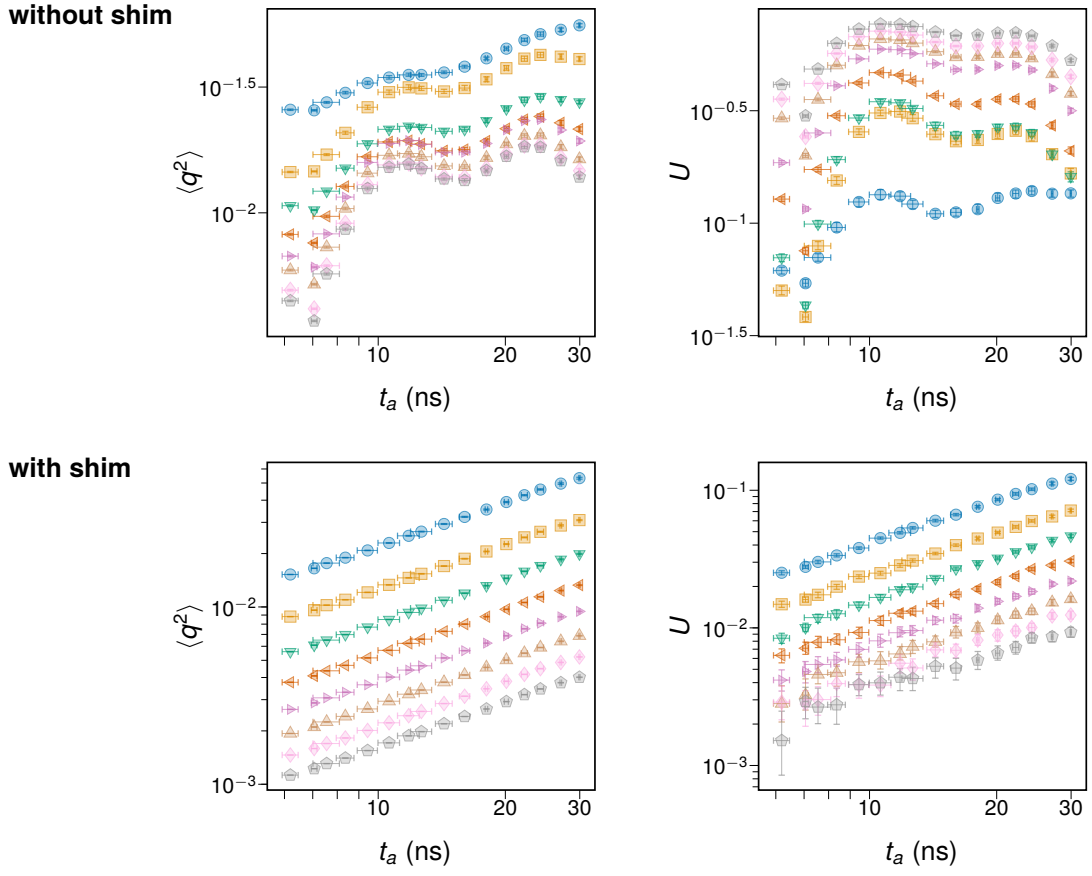 without shim
10^{−1.5}
10^{−2}
⟨q²⟩
10
20
30
t_a (ns)
10^{−0.5}
10^{−1}
10^{−1.5}
U
10
20
30
t_a (ns)
with shim
10^{−2}
10^{−3}
⟨q²⟩
10
20
30
t_a (ns)
10^{−1}
10^{−2}
10^{−3}
U
10
20
30
t_a (ns)